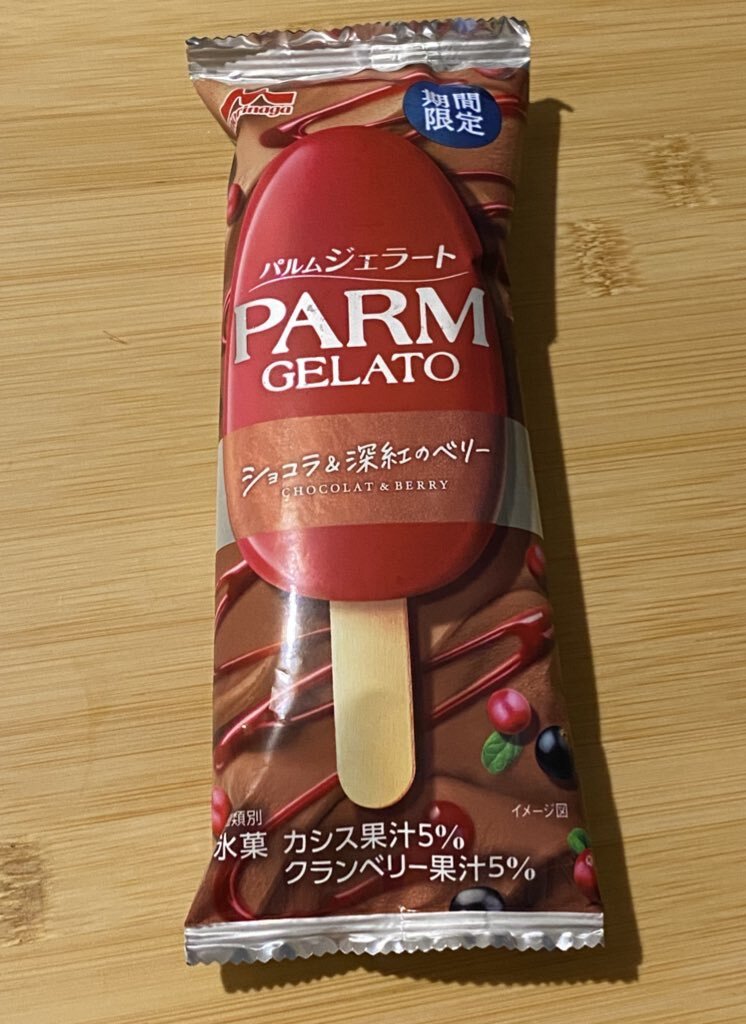 morinaga
期間
限定
パルムジェラート
PARM
GELATO
ショコラ&深紅のベリー
CHOCOLAT & BERRY
イメージ図
類別
氷菓 カシス果汁5%
クランベリー果汁5%